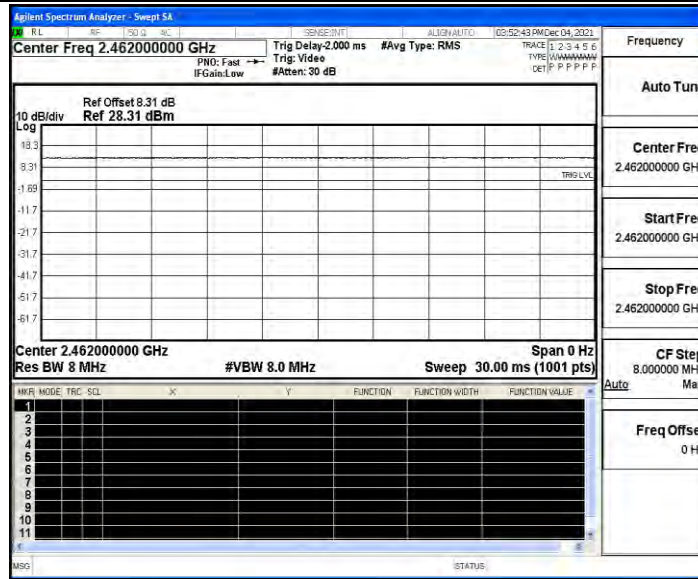 Agilent Spectrum Analyzer - Swept SA
RL RF 50 Ω AC SENSE:INT ALIGNAUTO 03:52:43 PM Dec 04, 2021
Center Freq 2.462000000 GHz
PNO: Fast
IFGain:Low
Trig Delay-2.000 ms
Trig: Video
#Atten: 30 dB
#Avg Type: RMS
TRACE 1 2 3 4 5 6
TYPE WWWWWW
DET P P P P P P
Ref Offset 8.31 dB
10 dB/div Ref 28.31 dBm
Log
18.3
8.31
TRIG LVL
-1.69
-11.7
-21.7
-31.7
-41.7
-51.7
-61.7
Center 2.462000000 GHz Span 0 Hz
Res BW 8 MHz #VBW 8.0 MHz Sweep 30.00 ms (1001 pts)
MKR MODE TRC SCL X Y FUNCTION FUNCTION WIDTH FUNCTION VALUE
1
2
3
4
5
6
7
8
9
10
11
MSG STATUS
Frequency
Auto Tun
Center Fre
2.462000000 GH
Start Fre
2.462000000 GH
Stop Fre
2.462000000 GH
CF Ste
8.000000 MH
Auto Ma
Freq Offse
0 H